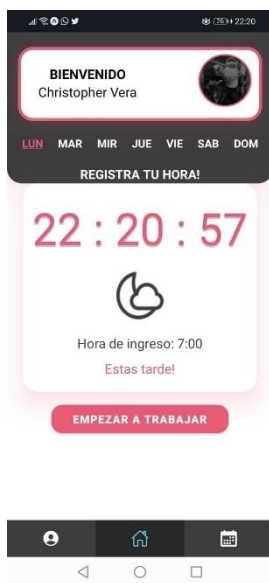 76 22:20
BIENVENIDO
Christopher Vera
LUN MAR MIR JUE VIE SAB DOM
REGISTRA TU HORA!
22 : 20 : 57
Hora de ingreso: 7:00
Estas tarde!
EMPEZAR A TRABAJAR